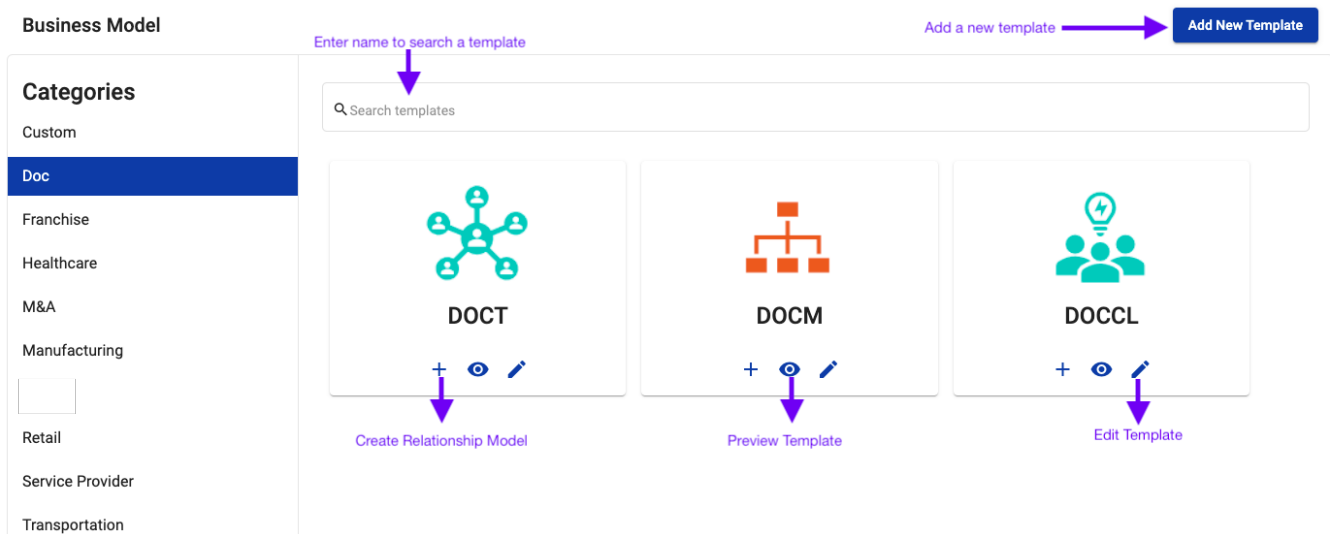 Business Model
Add a new template
Add New Template
Enter name to search a template
Categories
Custom
Doc
Franchise
Healthcare
M&A
Manufacturing
Retail
Service Provider
Transportation
Search templates
DOCT
DOCM
DOCCL
Create Relationship Model
Preview Template
Edit Template